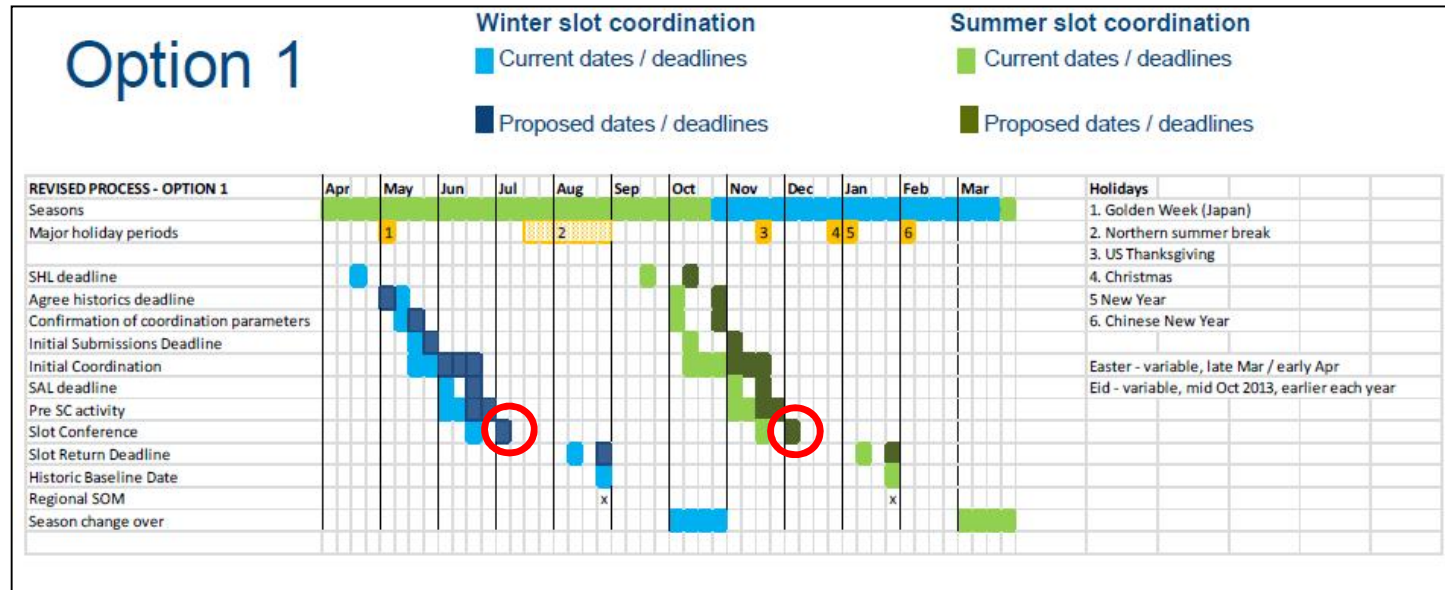 Option 1
Winter slot coordination
Current dates / deadlines
Proposed dates / deadlines
Summer slot coordination
Current dates / deadlines
Proposed dates / deadlines
REVISED PROCESS - OPTION 1 Apr May Jun Jul Aug Sep Oct Nov Dec Jan Feb Mar Holidays
Seasons 1. Golden Week (Japan)
Major holiday periods 1 2 3 4 5 6 2. Northern summer break
3. US Thanksgiving
SHL deadline 4. Christmas
Agree historics deadline 5 New Year
Confirmation of coordination parameters 6. Chinese New Year
Initial Submissions Deadline
Initial Coordination Easter - variable, late Mar / early Apr
SAL deadline Eid - variable, mid Oct 2013, earlier each year
Pre SC activity
Slot Conference
Slot Return Deadline
Historic Baseline Date
Regional SOM x x
Season change over